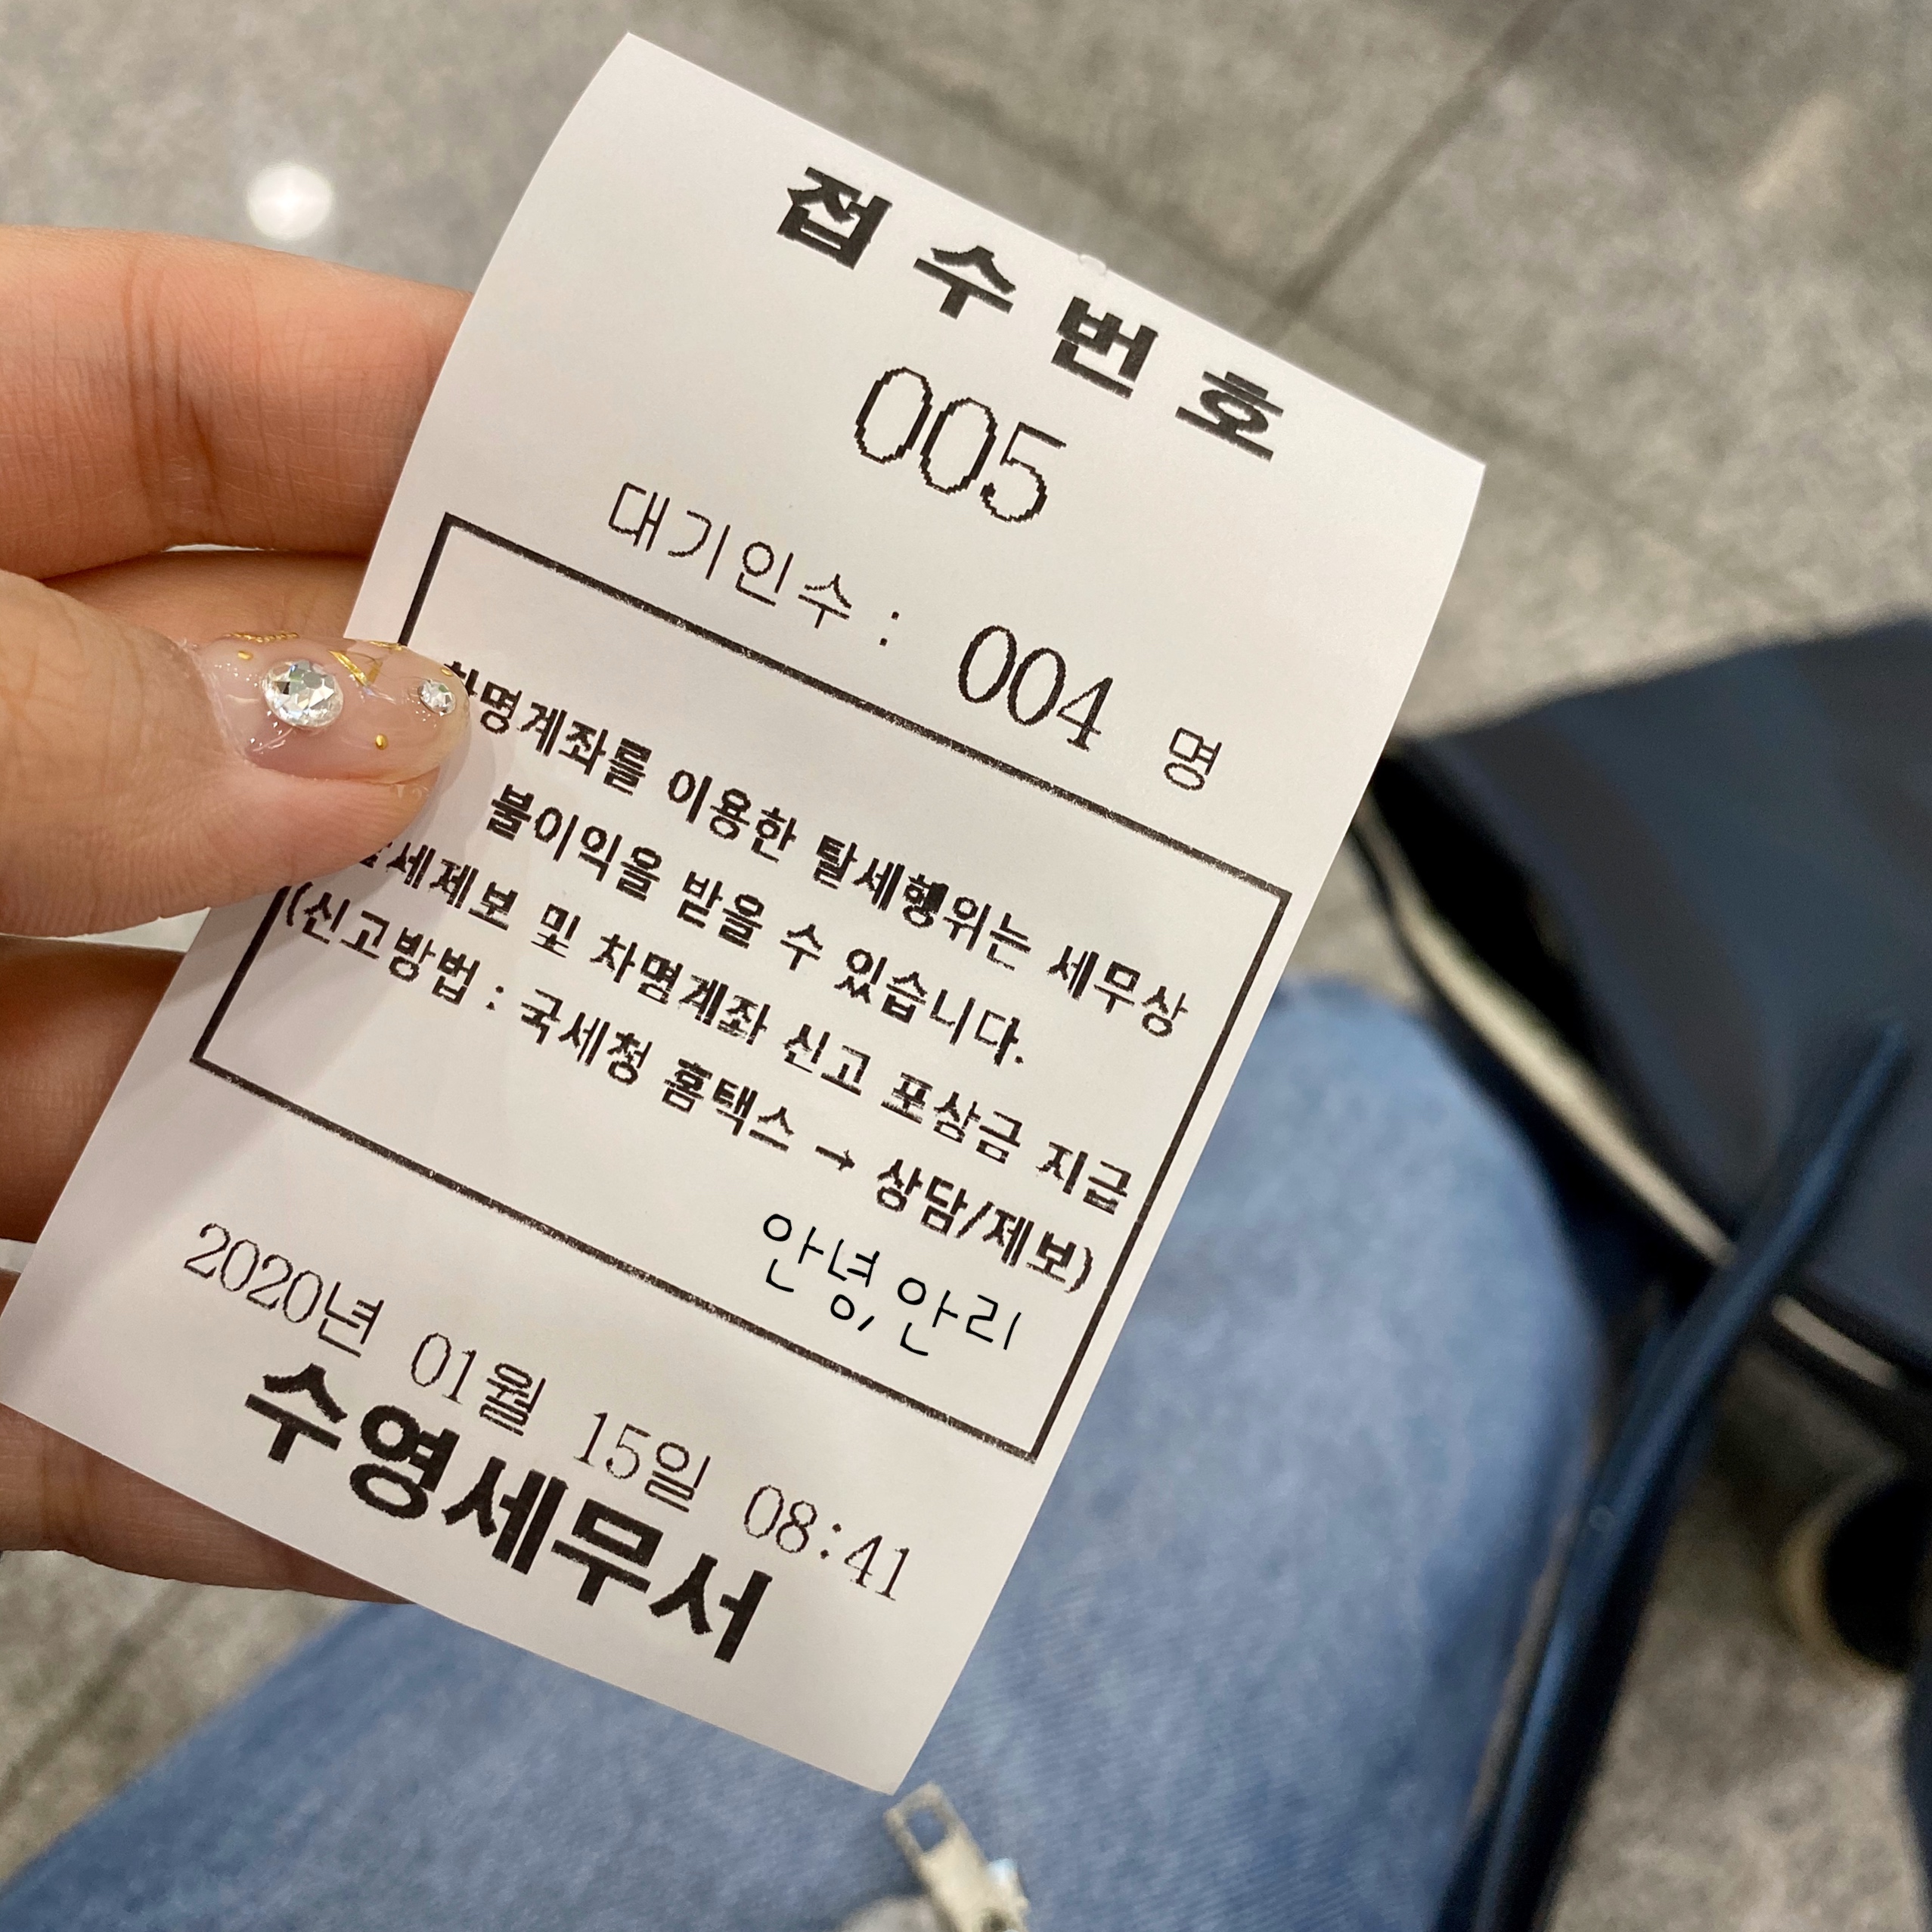 접수번호
005
대기인수 : 004 명
차명계좌를 이용한 탈세행위는 세무상
불이익을 받을 수 있습니다.
탈세제보 및 차명계좌 신고 포상금 지급
(신고방법 : 국세청 홈택스 → 상담/제보)
안녕, 안리
2020년 01월 15일 08:41
수영세무서